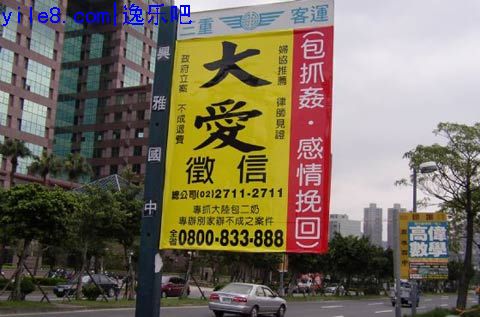 yile8.com|逸乐吧
二重 客運
興雅國中
大愛
徵信
政府立案 不成退費
婦協推薦 律師見證
(包抓姦·感情挽回)
總公司(02)2711-2711
專抓大陸包二奶
專辦別家辦不成之案件
全省0800-833-888
高偉
數學